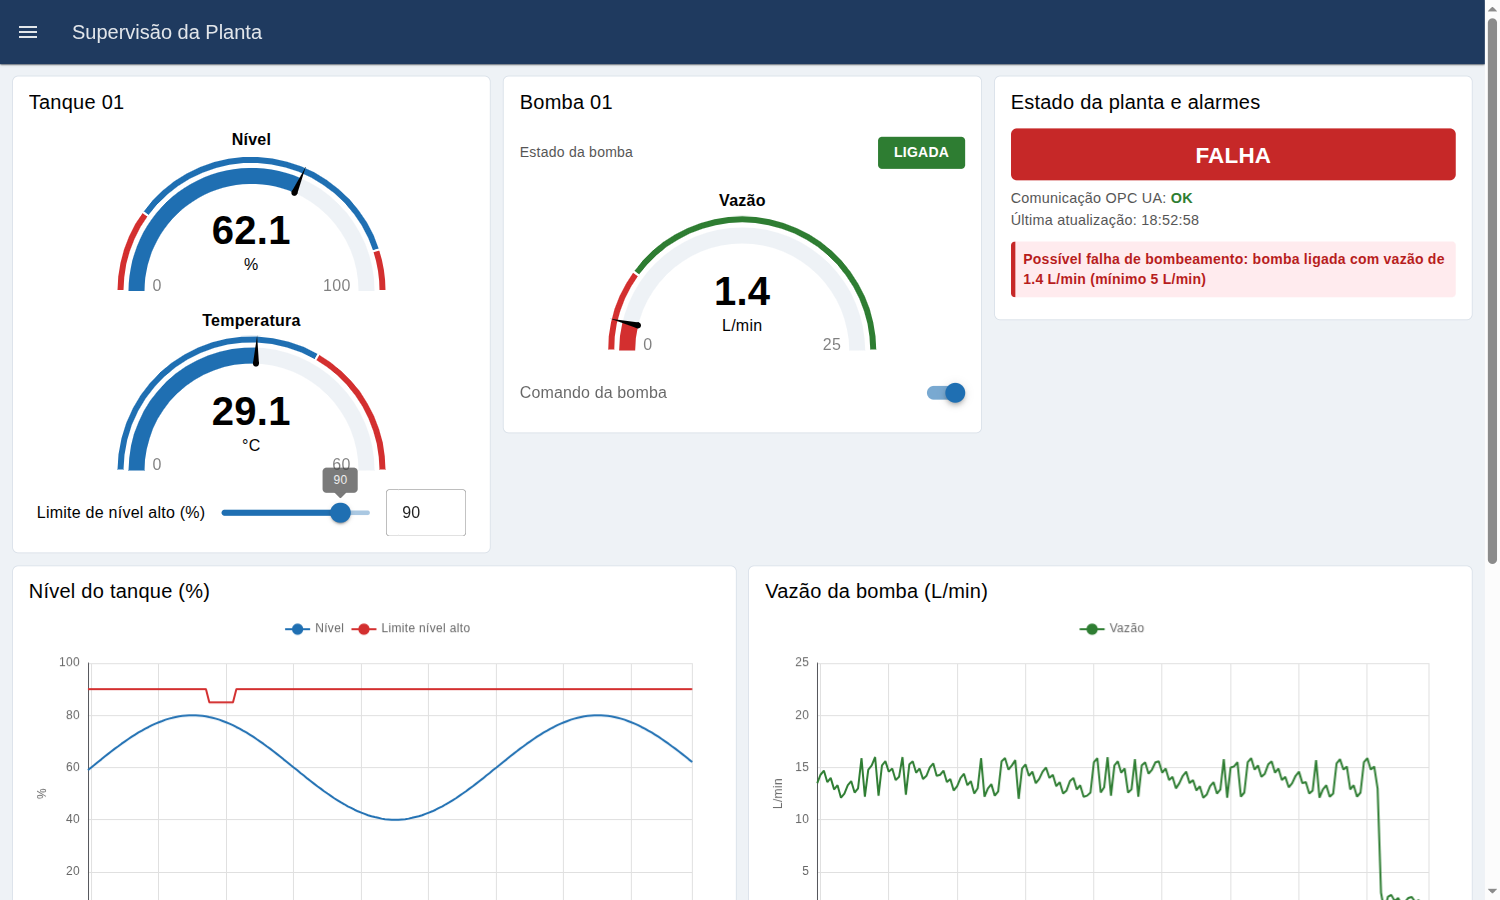 Supervisão da Planta
Tanque 01
Nível
62.1
%
0
100
Temperatura
29.1
°C
0
60
90
Limite de nível alto (%)
90
Bomba 01
Estado da bomba
LIGADA
Vazão
1.4
L/min
0
25
Comando da bomba
Estado da planta e alarmes
FALHA
Comunicação OPC UA: OK
Última atualização: 18:52:58
Possível falha de bombeamento: bomba ligada com vazão de
1.4 L/min (mínimo 5 L/min)
Nível do tanque (%)
Nível
Limite nível alto
100
80
60
%
40
20
Vazão da bomba (L/min)
Vazão
25
20
15
L/min
10
5